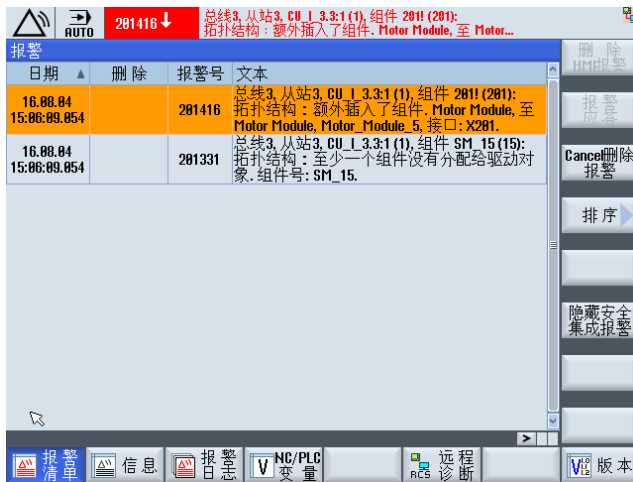 AUTO
201416↓
总线3, 从站3, CU_I_3.3:1 (1), 组件 201! (201):
拓扑结构：额外插入了组件. Motor Module, 至 Motor...
报警
日期 ▲ 删除 报警号 文本
16.08.04
15:06:09.054
201416
总线3, 从站3, CU_I_3.3:1 (1), 组件 201! (201):
拓扑结构：额外插入了组件. Motor Module, 至
Motor Module, Motor_Module_5, 接口: X201.
16.08.04
15:06:09.054
201331
总线3, 从站3, CU_I_3.3:1 (1), 组件 SM_15 (15):
拓扑结构：至少一个组件没有分配给驱动对
象. 组件号: SM_15.
删除
HMI报警
报警
应答
Cancel删除
报警
排序
隐藏安全
集成报警
>
报警
清单
信息
报警
日志
V NC/PLC
变量
RCS 远程
诊断
版本